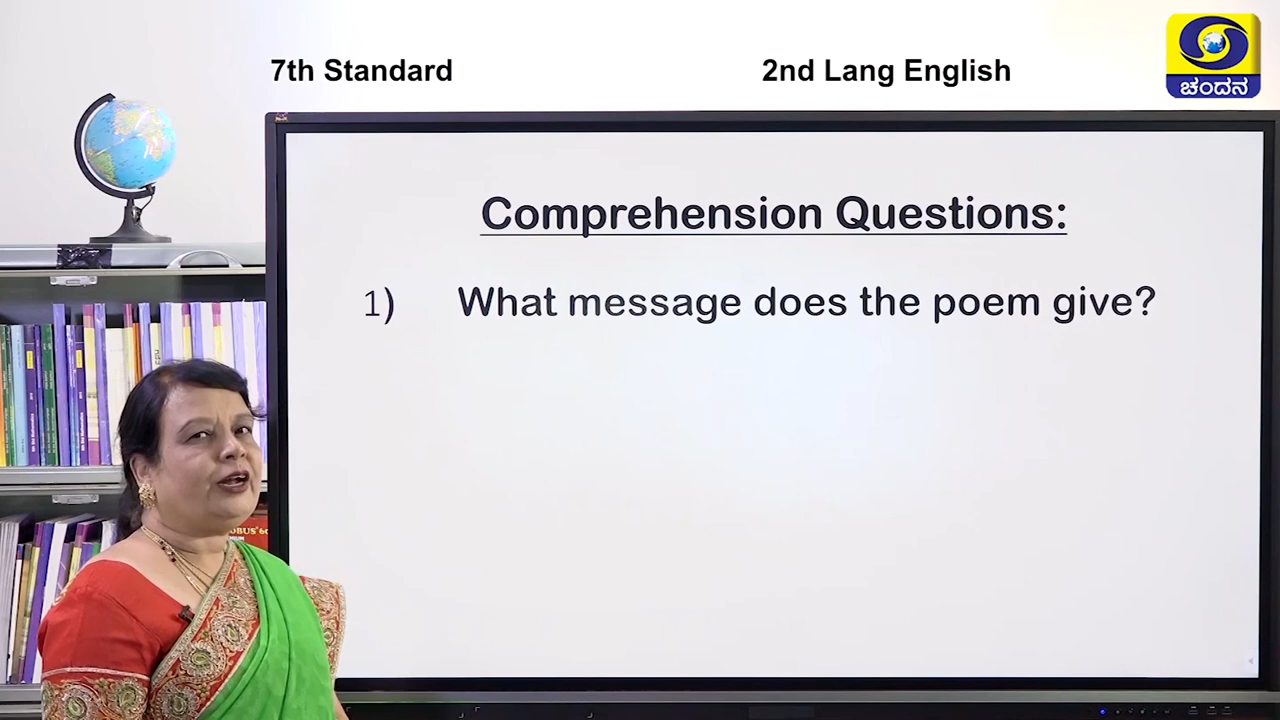 7th Standard
2nd Lang English
ಚಂದನ
Comprehension Questions:
1) What message does the poem give?